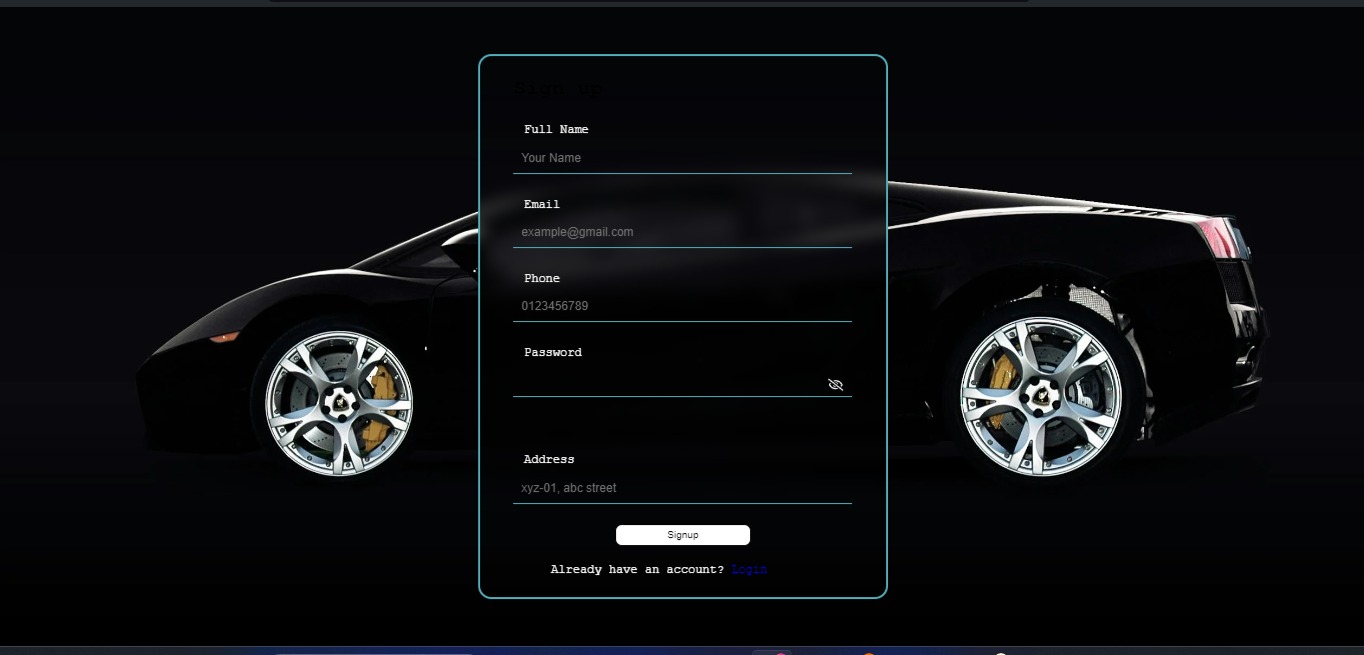 Sign up
Full Name
Your Name
Email
example@gmail.com
Phone
0123456789
Password
Address
xyz-01, abc street
Signup
Already have an account? Login